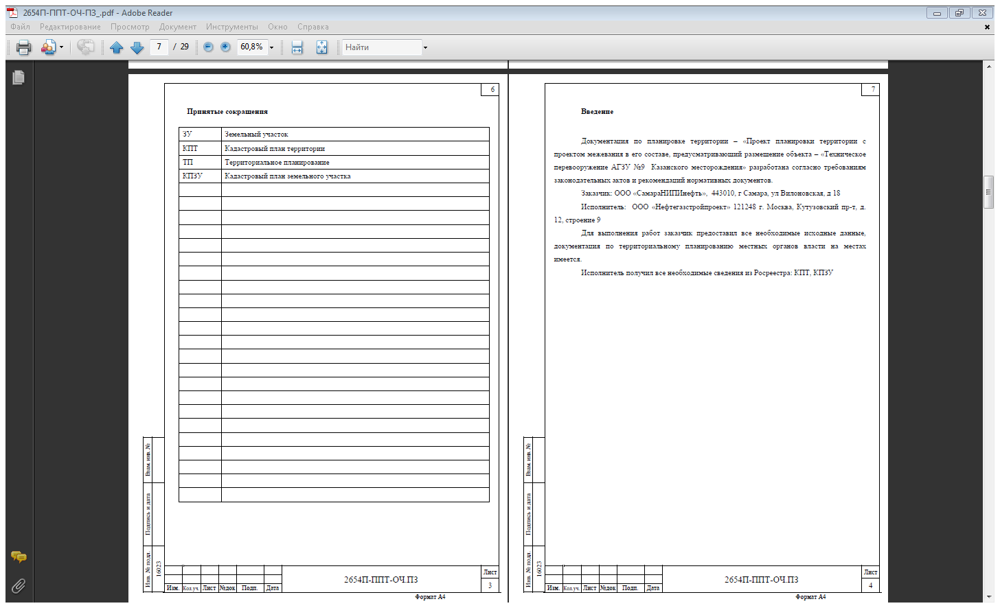 2654П-ППТ-ОЧ-ПЗ_.pdf - Adobe Reader
Файл Редактирование Просмотр Документ Инструменты Окно Справка
7 / 29 60,8% Найти
6
Принятые сокращения
ЗУ Земельный участок
КПТ Кадастровый план территории
ТП Территориальное планирование
КПЗУ Кадастровый план земельного участка
Взам. инв. №
Подпись и дата
Инв. № подл.
16023
Изм. Кол.уч. Лист №док Подп. Дата
2654П-ППТ-ОЧ.ПЗ
Лист
3
Формат А4
7
Введение
Документация по планировке территории – «Проект планировки территории с
проектом межевания в его составе, предусматривающий размещение объекта – «Техническое
перевооружение АГЗУ №9 Казанского месторождения» разработана согласно требованиям
законодательных актов и рекомендаций нормативных документов.
Заказчик: ООО «СамараНИПИнефть», 443010, г Самара, ул Вилоновская, д 18
Исполнитель: ООО «Нефтегазстройпроект» 121248 г. Москва, Кутузовский пр-т, д.
12, строение 9
Для выполнения работ заказчик предоставил все необходимые исходные данные,
документация по территориальному планированию местных органов власти на местах
имеется.
Исполнитель получил все необходимые сведения из Росреестра: КПТ, КПЗУ
Взам. инв. №
Подпись и дата
Инв. № подл.
16023
Изм. Кол.уч. Лист №док Подп. Дата
2654П-ППТ-ОЧ.ПЗ
Лист
4
Формат А4